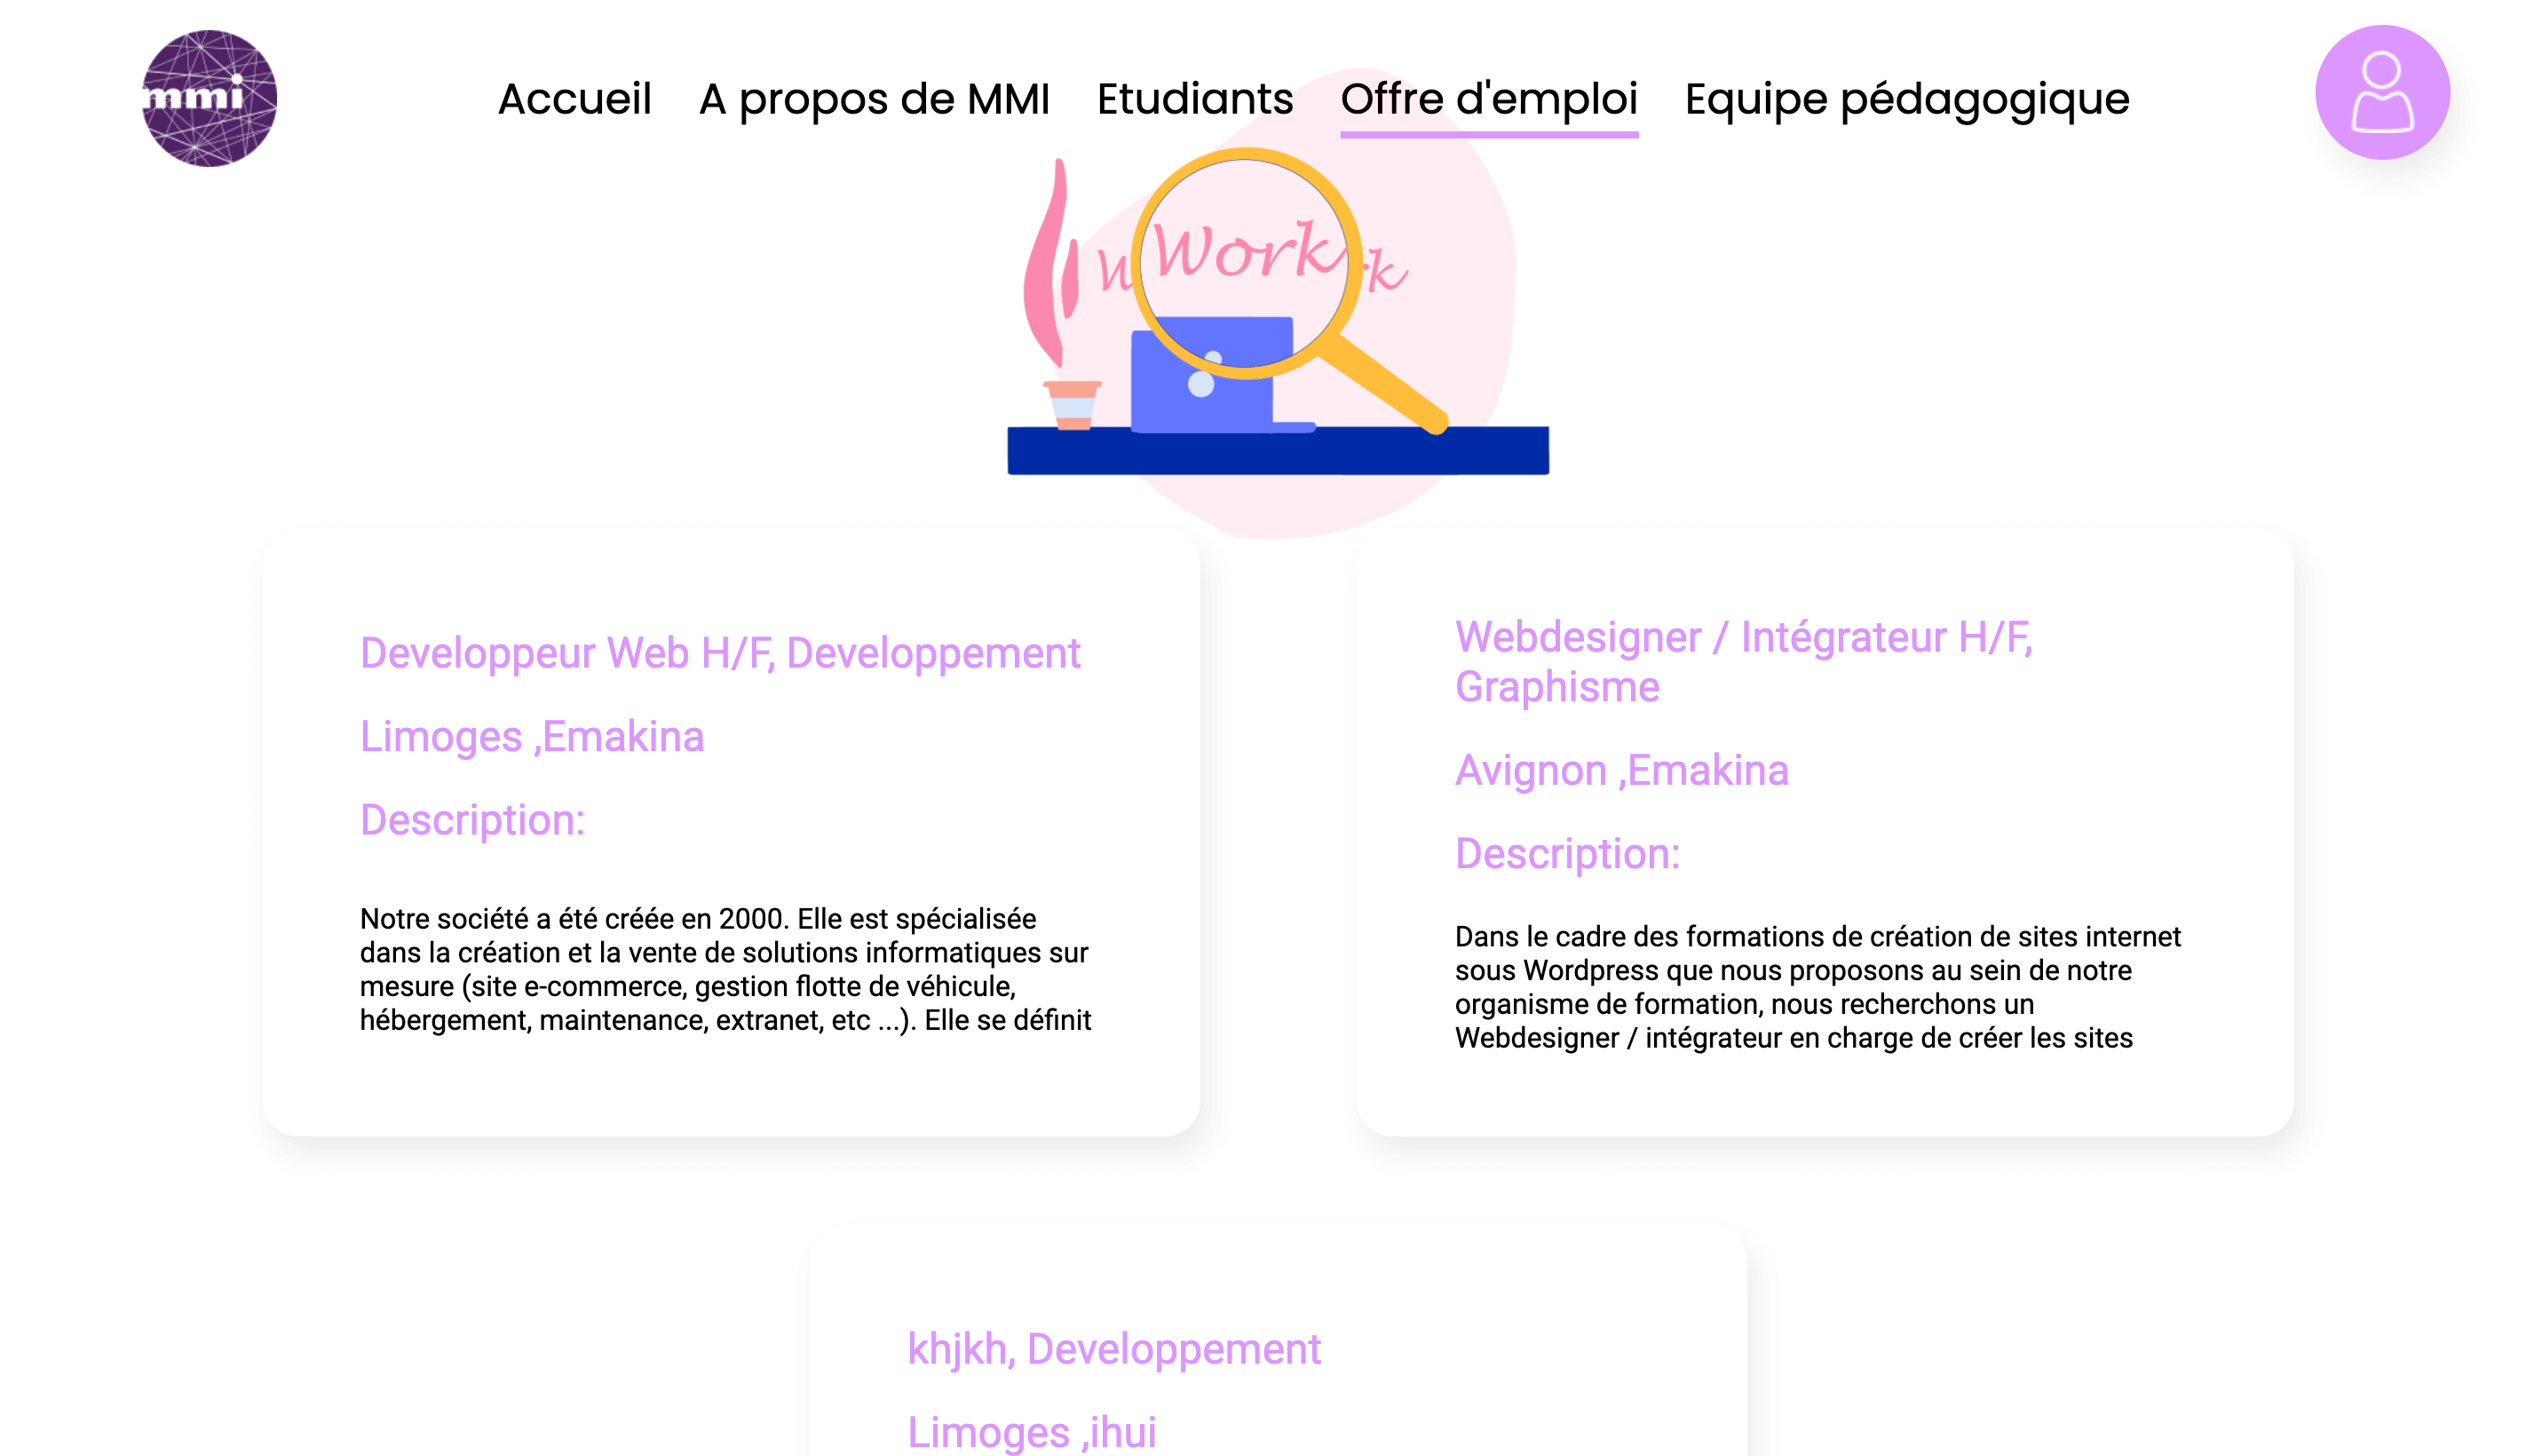 mmi
Accueil
A propos de MMI
Etudiants
Offre d'emploi
Equipe pédagogique
W
Work
rk
Developpeur Web H/F, Developpement
Limoges ,Emakina
Description:
Notre société a été créée en 2000. Elle est spécialisée
dans la création et la vente de solutions informatiques sur
mesure (site e-commerce, gestion flotte de véhicule,
hébergement, maintenance, extranet, etc ...). Elle se définit
Webdesigner / Intégrateur H/F,
Graphisme
Avignon ,Emakina
Description:
Dans le cadre des formations de création de sites internet
sous Wordpress que nous proposons au sein de notre
organisme de formation, nous recherchons un
Webdesigner / intégrateur en charge de créer les sites
khjkh, Developpement
Limoges ,ihui